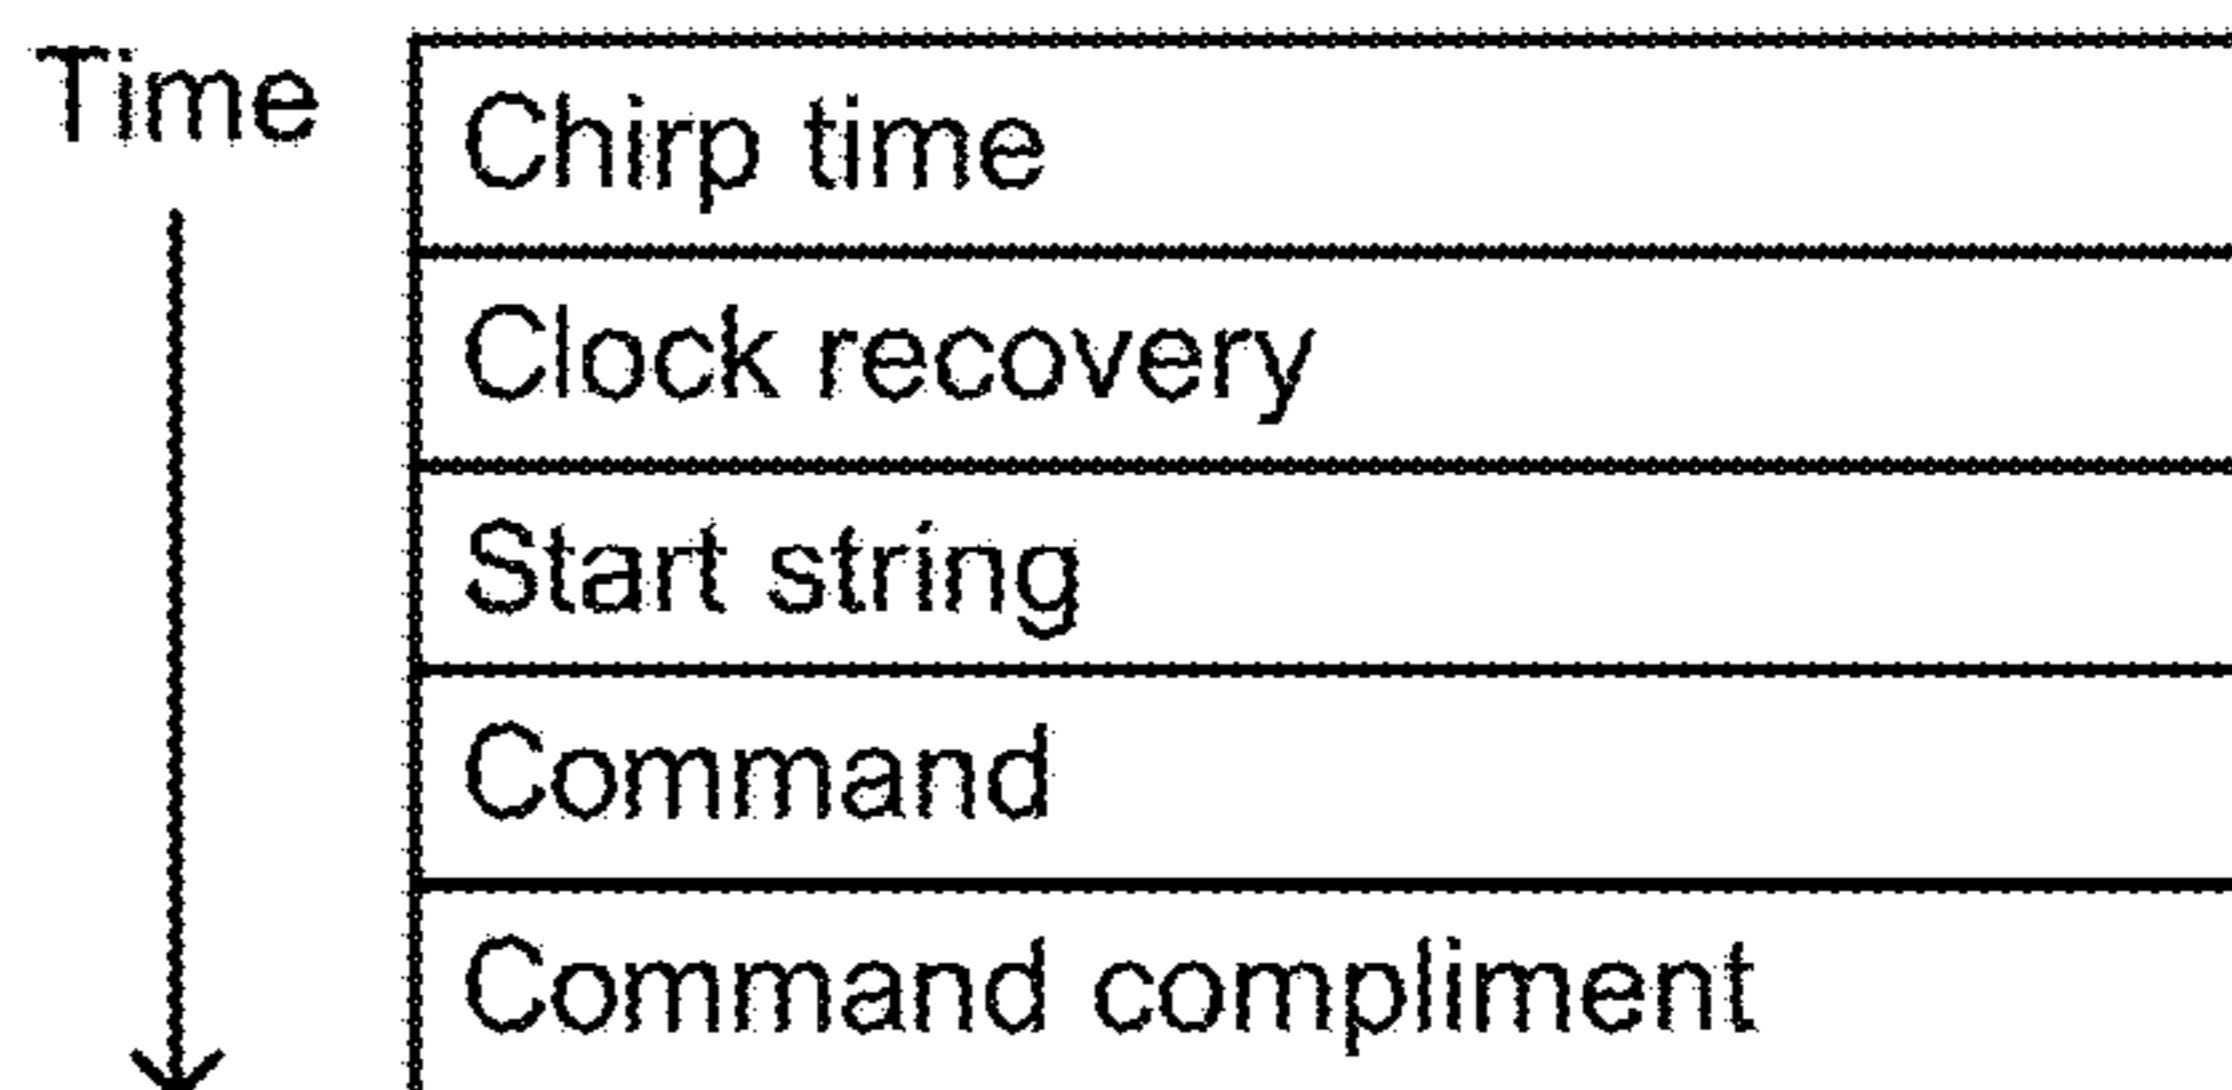 Time
Chirp time
Clock recovery
Start string
Command
Command compliment